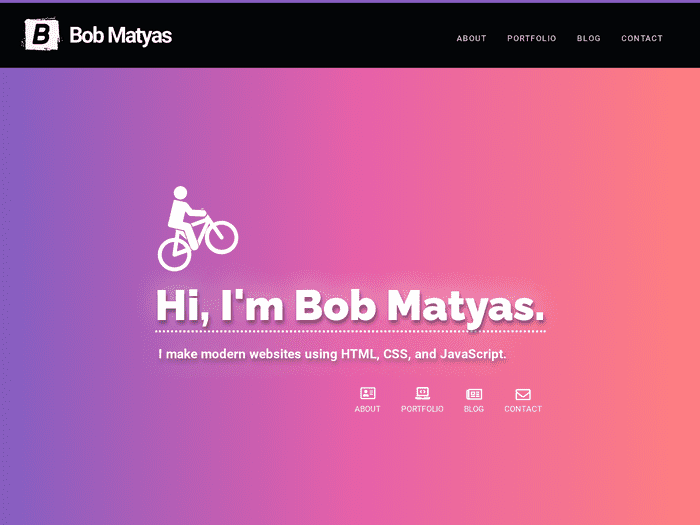 B Bob Matyas
ABOUT PORTFOLIO BLOG CONTACT
Hi, I'm Bob Matyas.
I make modern websites using HTML, CSS, and JavaScript.
ABOUT PORTFOLIO BLOG CONTACT